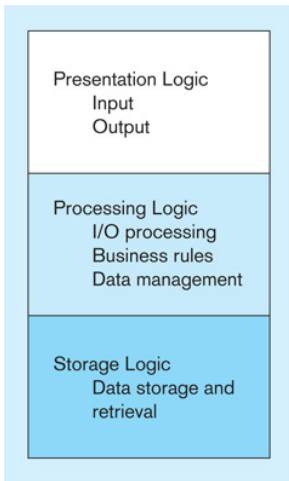 Presentation Logic
Input
Output
Processing Logic
I/O processing
Business rules
Data management
Storage Logic
Data storage and
retrieval